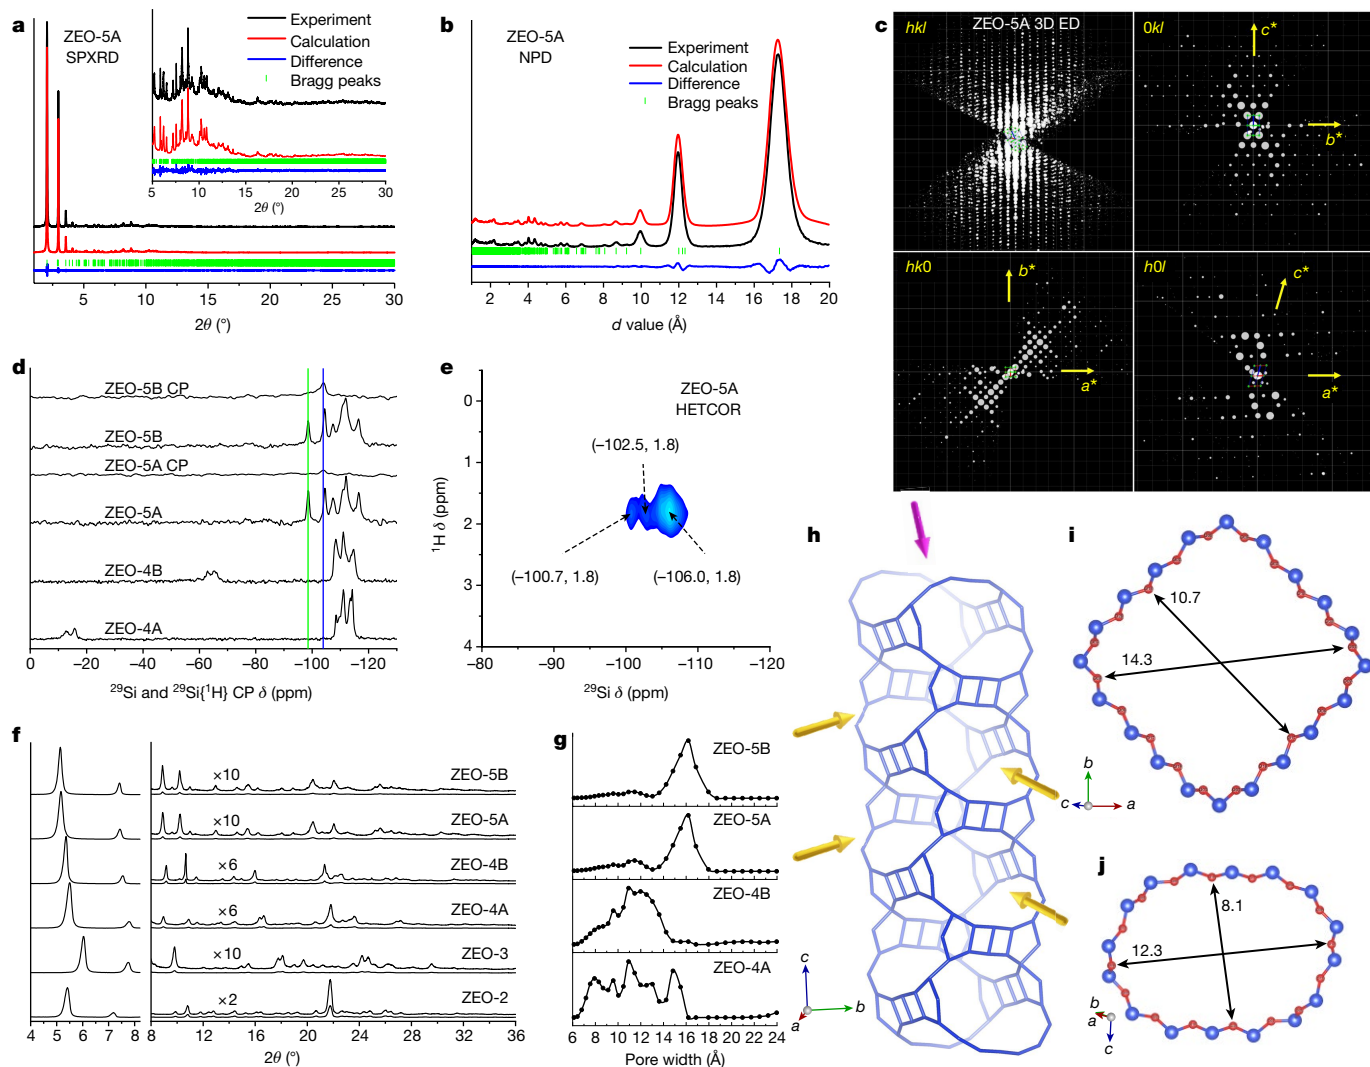 a
ZEO-5A
SPXRD
Experiment
Calculation
Difference
Bragg peaks
5 10 15 20 25 30
2θ (°)
5 10 15 20 25 30
2θ (°)
b
ZEO-5A
NPD
Experiment
Calculation
Difference
Bragg peaks
2 4 6 8 10 12 14 16 18 20
d value (Å)
c
hkl
ZEO-5A 3D ED
0kl
c*
b*
hk0
b*
a*
h0l
c*
a*
d
ZEO-5B CP
ZEO-5B
ZEO-5A CP
ZEO-5A
ZEO-4B
ZEO-4A
0 -20 -40 -60 -80 -100 -120
²⁹Si and ²⁹Si{¹H} CP δ (ppm)
e
ZEO-5A
HETCOR
(–102.5, 1.8)
(–100.7, 1.8)
(–106.0, 1.8)
0
1
2
3
4
¹H δ (ppm)
-80 -90 -100 -110 -120
²⁹Si δ (ppm)
f
×10 ZEO-5B
×10 ZEO-5A
×6 ZEO-4B
×6 ZEO-4A
×10 ZEO-3
×2 ZEO-2
4 5 6 7 8 8 12 16 20 24 28 32 36
2θ (°)
g
ZEO-5B
ZEO-5A
ZEO-4B
ZEO-4A
6 8 10 12 14 16 18 20 22 24
Pore width (Å)
h
c
b
a
i
10.7
14.3
b
c
a
j
8.1
12.3
b
a
c